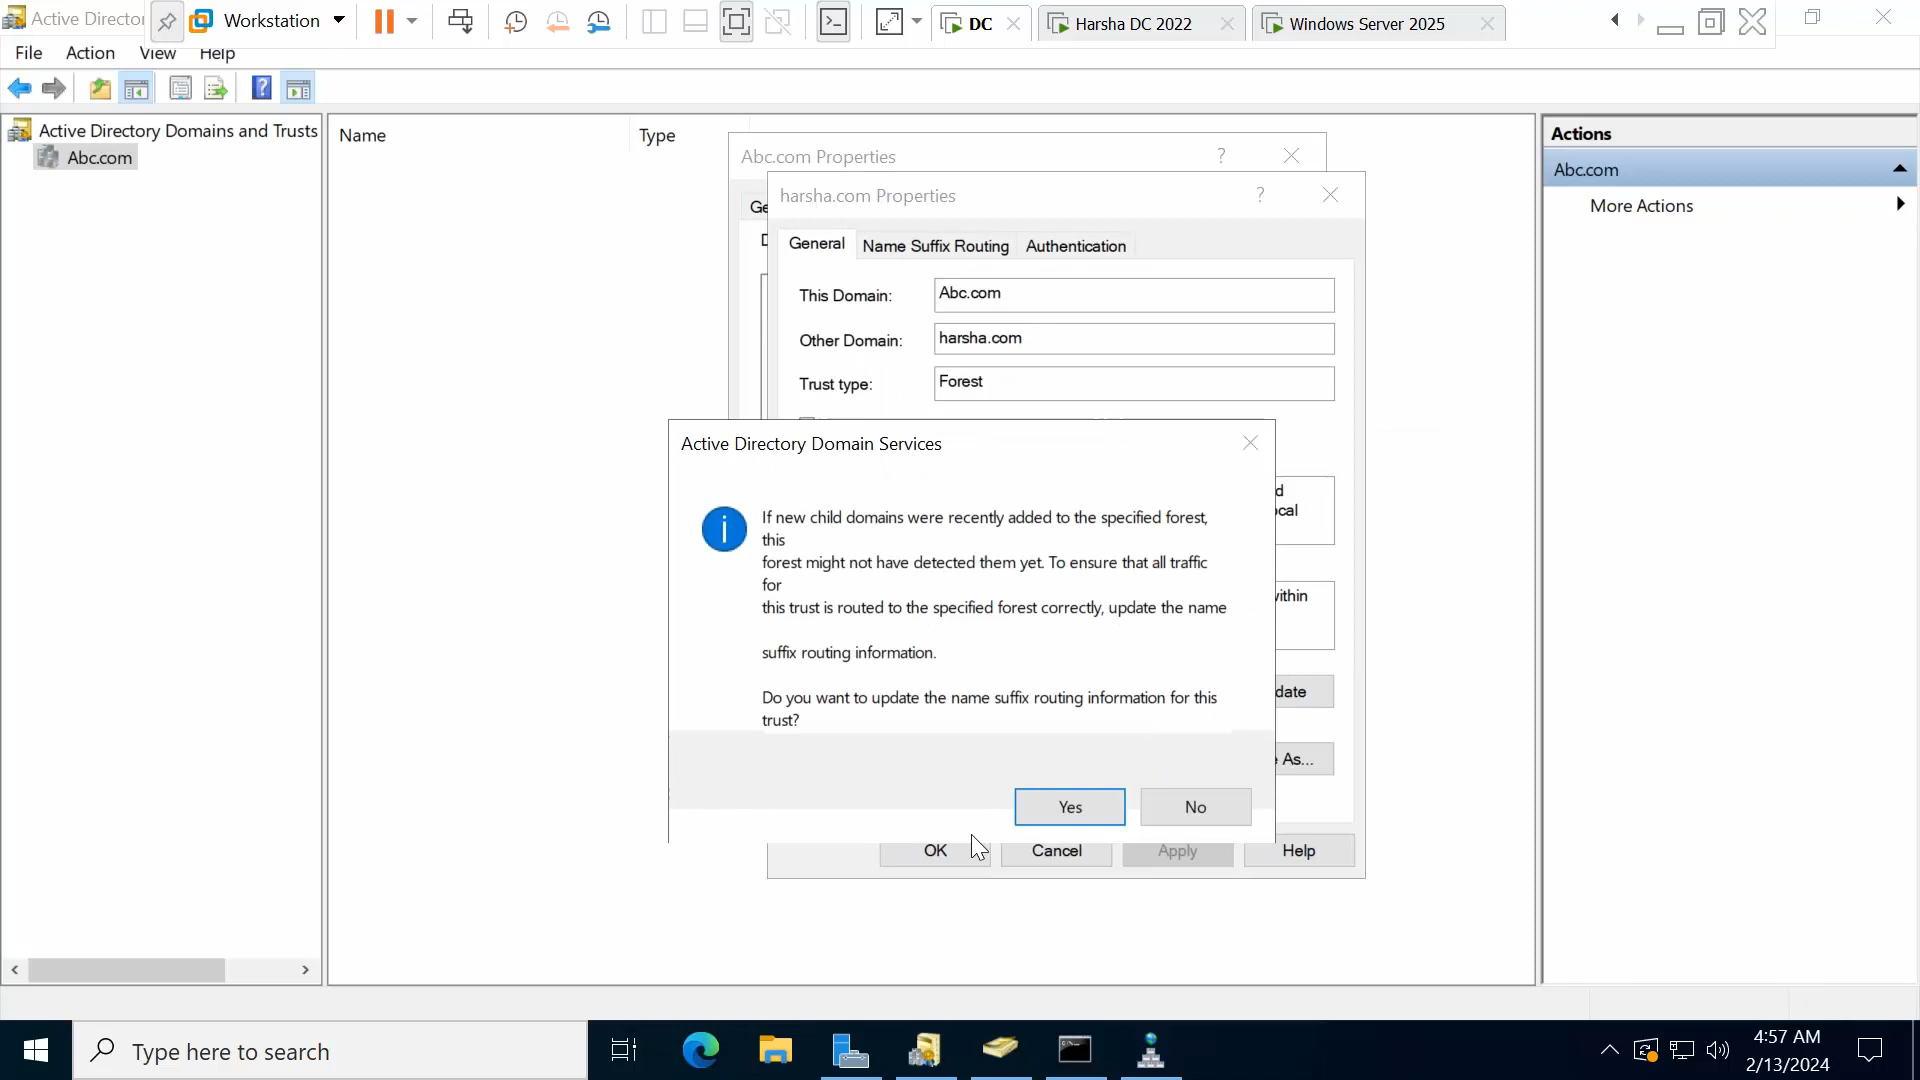 Active Director
Workstation
DC
Harsha DC 2022
Windows Server 2025
File
Action
View
Help
Active Directory Domains and Trusts
Abc.com
Name
Type
Abc.com Properties
?
harsha.com Properties
?
General
Name Suffix Routing
Authentication
This Domain:
Abc.com
Other Domain:
harsha.com
Trust type:
Forest
Active Directory Domain Services
If new child domains were recently added to the specified forest,
this
forest might not have detected them yet. To ensure that all traffic
for
this trust is routed to the specified forest correctly, update the name
suffix routing information.
Do you want to update the name suffix routing information for this
trust?
Yes
No
within
As...
OK
Cancel
Apply
Help
Actions
Abc.com
More Actions
Type here to search
4:57 AM
2/13/2024